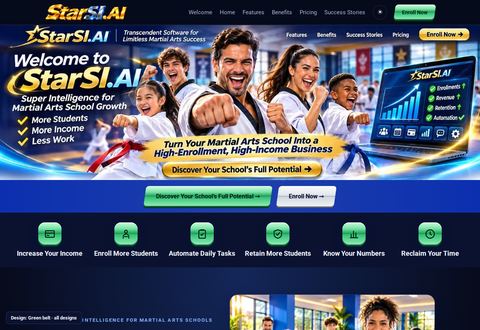 StarSI.AI
Welcome Home Features Benefits Pricing Success Stories
Enroll Now
StarSI.AI
Transcendent Software for
Limitless Martial Arts Success
Features Benefits Success Stories Pricing
Enroll Now →
Welcome to
StarSI.AI
Super Intelligence for
Martial Arts School Growth
✓ More Students
✓ More Income
✓ Less Work
StarSI.AI
Enrollments ↑
Revenue ↑
Retention ↑
Automation ✓
Turn Your Martial Arts School Into a
High-Enrollment, High-Income Business
Discover Your School's Full Potential →
Discover Your School's Full Potential →
Enroll Now →
Increase Your Income
Enroll More Students
Automate Daily Tasks
Retain More Students
Know Your Numbers
Reclaim Your Time
Design: Green belt · all designs
INTELLIGENCE FOR MARTIAL ARTS SCHOOLS